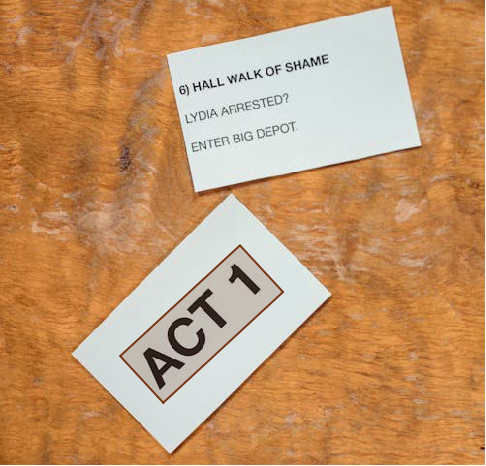 6) HALL WALK OF SHAME
LYDIA ARRESTED?
ENTER BIG DEPOT.
ACT 1